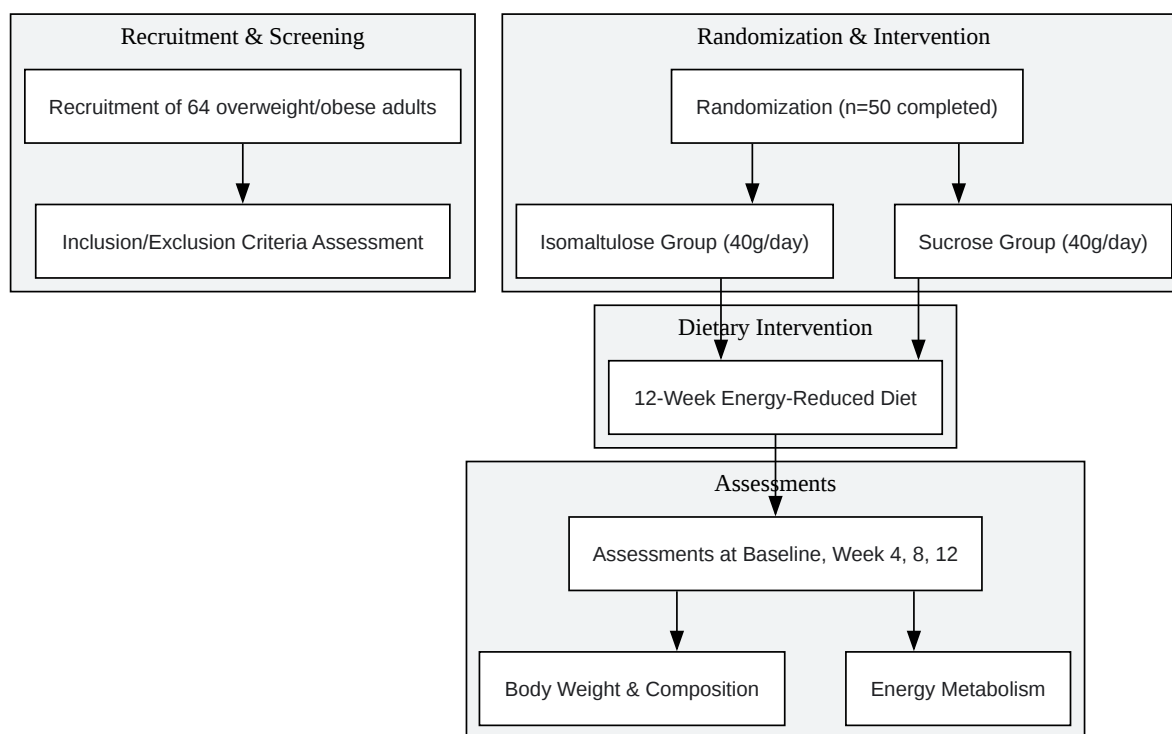 Recruitment & Screening
Recruitment of 64 overweight/obese adults
Inclusion/Exclusion Criteria Assessment
Randomization & Intervention
Randomization (n=50 completed)
Isomaltulose Group (40g/day)
Sucrose Group (40g/day)
Dietary Intervention
12-Week Energy-Reduced Diet
Assessments
Assessments at Baseline, Week 4, 8, 12
Body Weight & Composition
Energy Metabolism